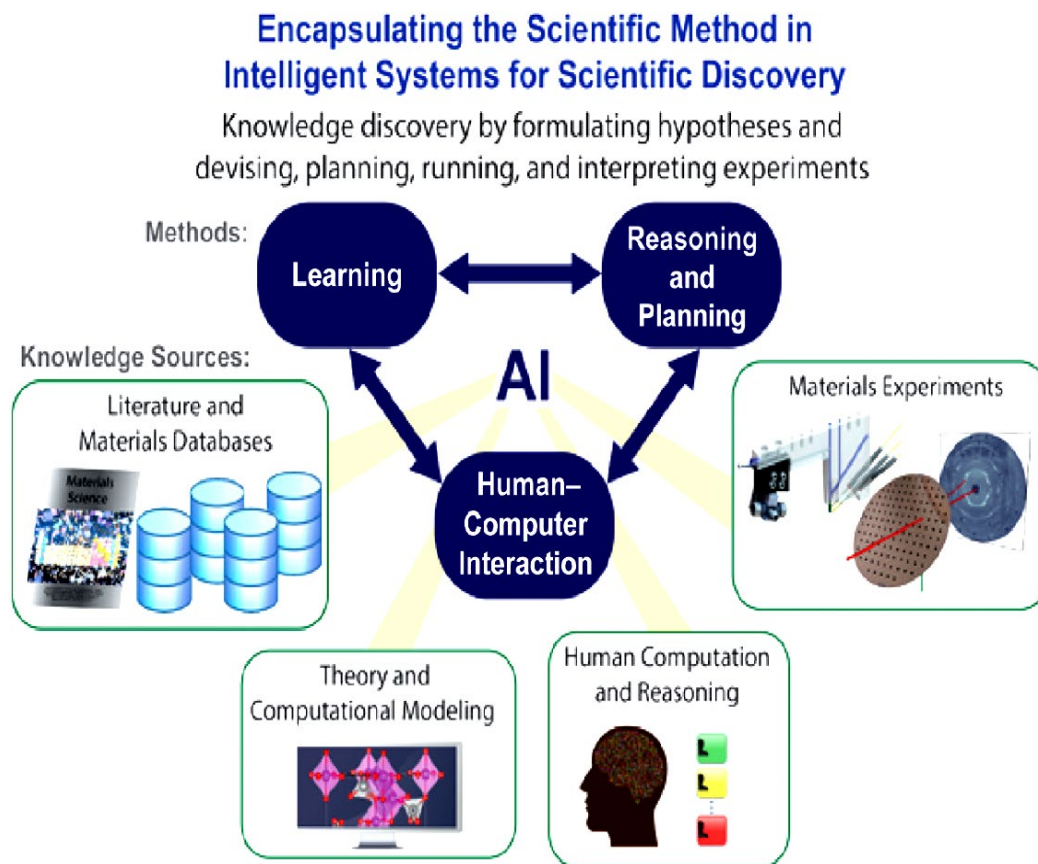 Encapsulating the Scientific Method in
Intelligent Systems for Scientific Discovery
Knowledge discovery by formulating hypotheses and
devising, planning, running, and interpreting experiments
Methods:
Learning
Reasoning
and
Planning
AI
Human–
Computer
Interaction
Knowledge Sources:
Literature and
Materials Databases
Materials
Science
Materials Experiments
Theory and
Computational Modeling
Human Computation
and Reasoning